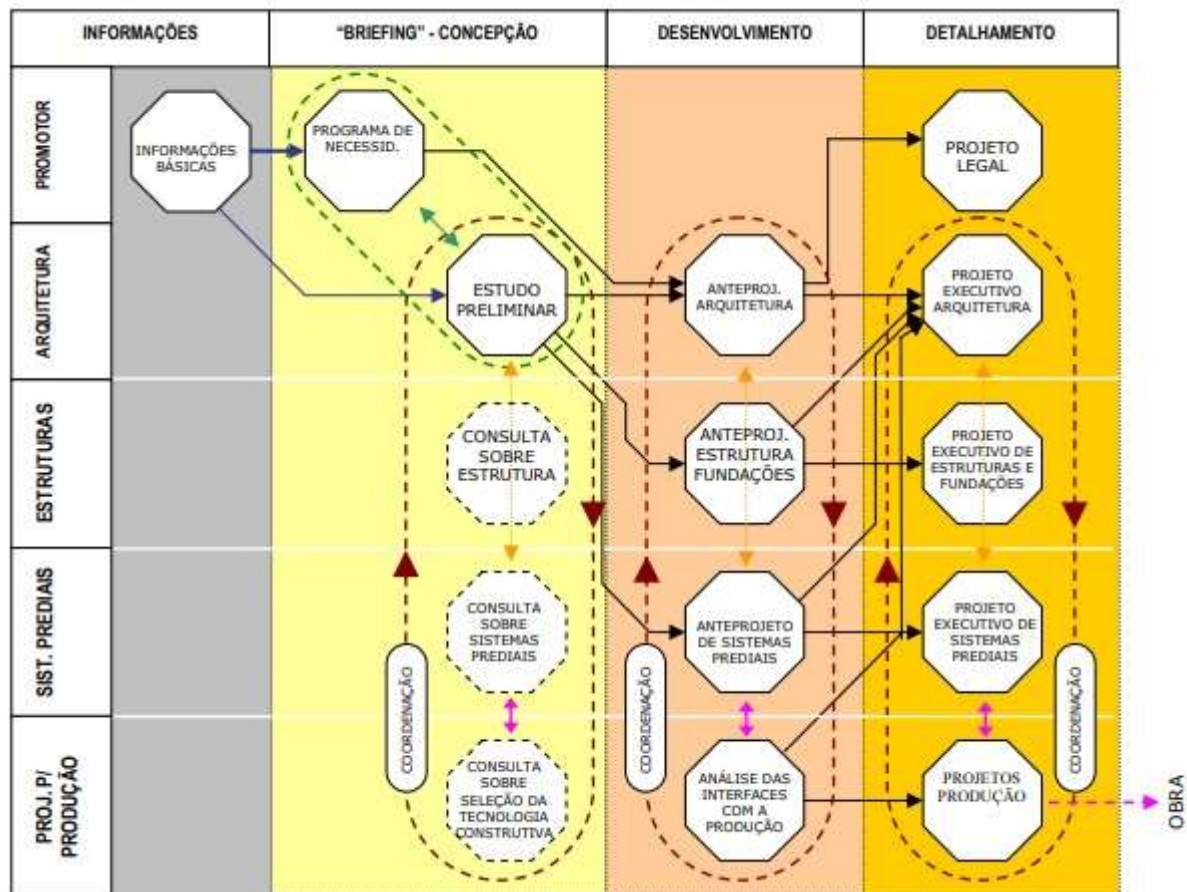 INFORMAÇÕES
"BRIEFING" - CONCEPÇÃO
DESENVOLVIMENTO
DETALHAMENTO
PROMOTOR
INFORMAÇÕES
BÁSICAS
PROGRAMA DE
NECESSID.
PROJETO
LEGAL
ARQUITETURA
ESTUDO
PRELIMINAR
ANTEPROJ.
ARQUITETURA
PROJETO
EXECUTIVO
ARQUITETURA
ESTRUTURAS
CONSULTA
SOBRE
ESTRUTURA
ANTEPROJ.
ESTRUTURA
FUNDAÇÕES
PROJETO
EXECUTIVO DE
ESTRUTURAS E
FUNDAÇÕES
SIST. PREDIAIS
CONSULTA
SOBRE
SISTEMAS
PREDIAIS
ANTEPROJETO
DE SISTEMAS
PREDIAIS
PROJETO
EXECUTIVO DE
SISTEMAS
PREDIAIS
COORDENAÇÃO
COORDENAÇÃO
COORDENAÇÃO
PROJ. P/
PRODUÇÃO
CONSULTA
SOBRE
SELEÇÃO DA
TECNOLOGIA
CONSTRUTIVA
ANÁLISE DAS
INTERFACES
COM A
PRODUÇÃO
PROJETOS
PRODUÇÃO
OBRA